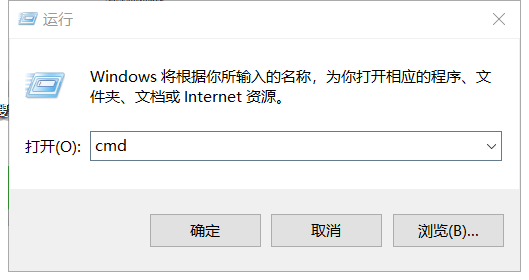 运行
Windows 将根据你所输入的名称，为你打开相应的程序、文
件夹、文档或 Internet 资源。
打开(O): cmd
确定 取消 浏览(B)...